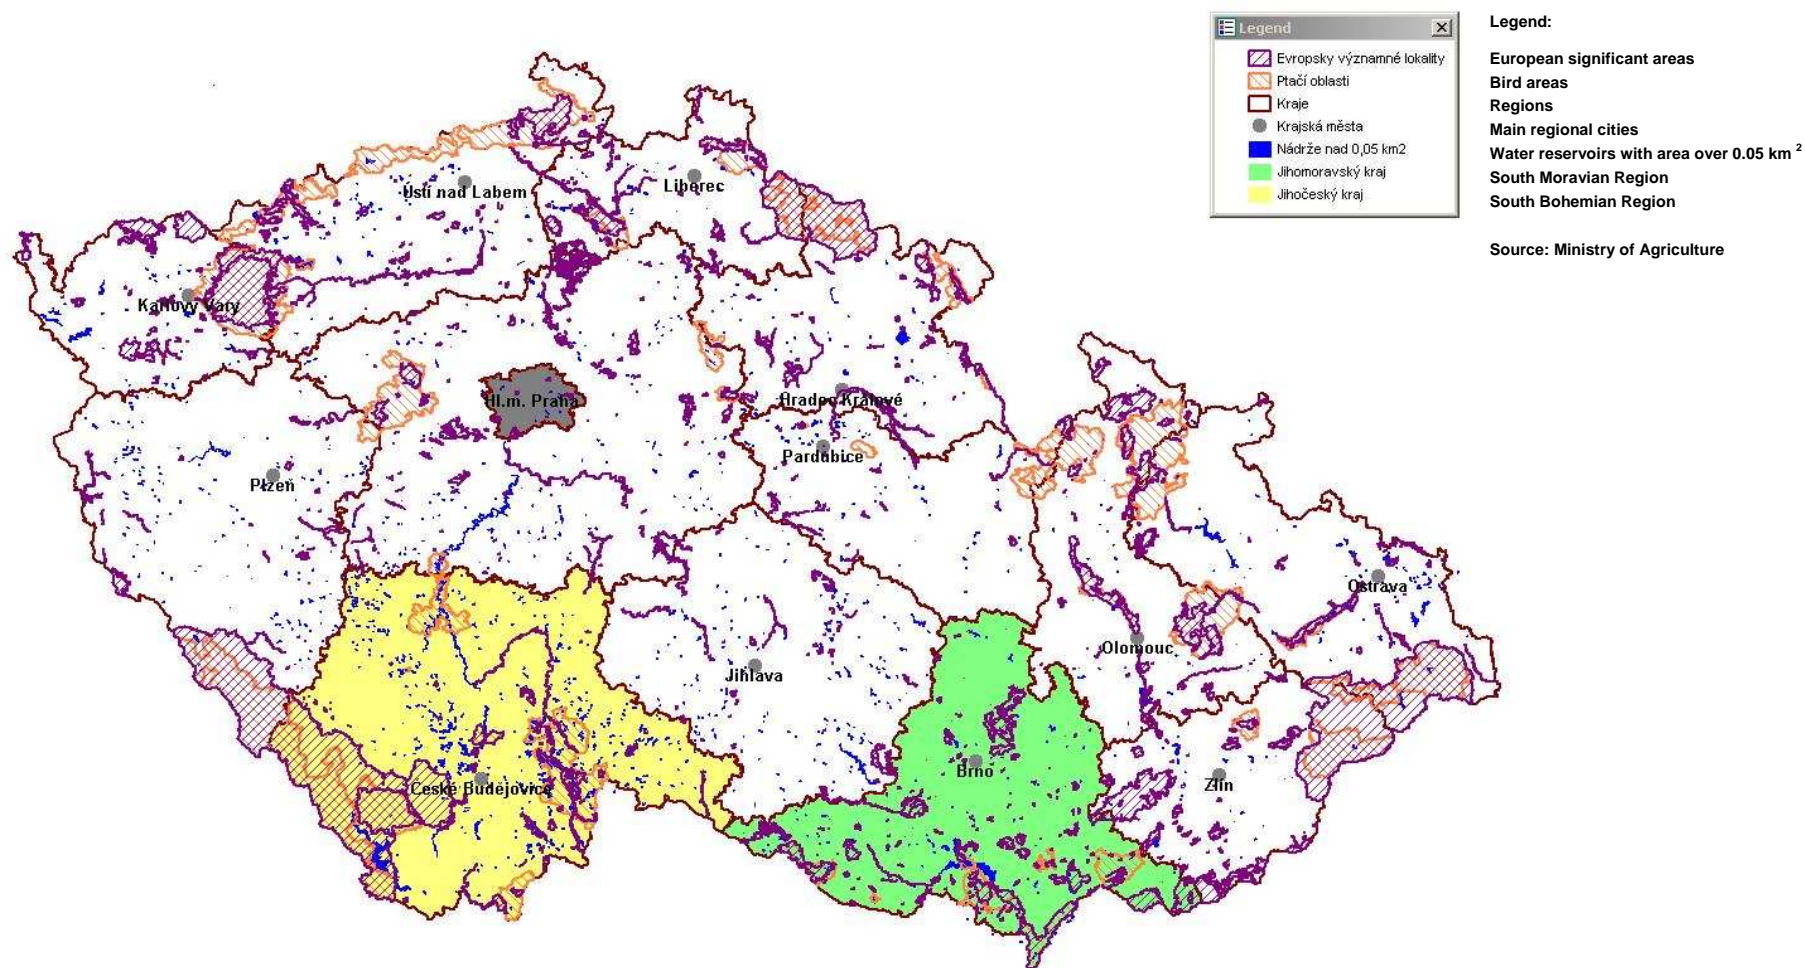 Legend
Evropsky významné lokality
Ptačí oblasti
Kraje
Krajská města
Nádrže nad 0,05 km2
Jihomoravský kraj
Jihočeský kraj
Legend:
European significant areas
Bird areas
Regions
Main regional cities
Water reservoirs with area over 0.05 km ²
South Moravian Region
South Bohemian Region
Source: Ministry of Agriculture
Ústí nad Labem
Liberec
Karlovy Vary
Hl.m. Praha
Hradec Králové
Pardubice
Plzeň
Ostrava
Olomouc
Jihlava
Brno
Zlín
České Budějovice